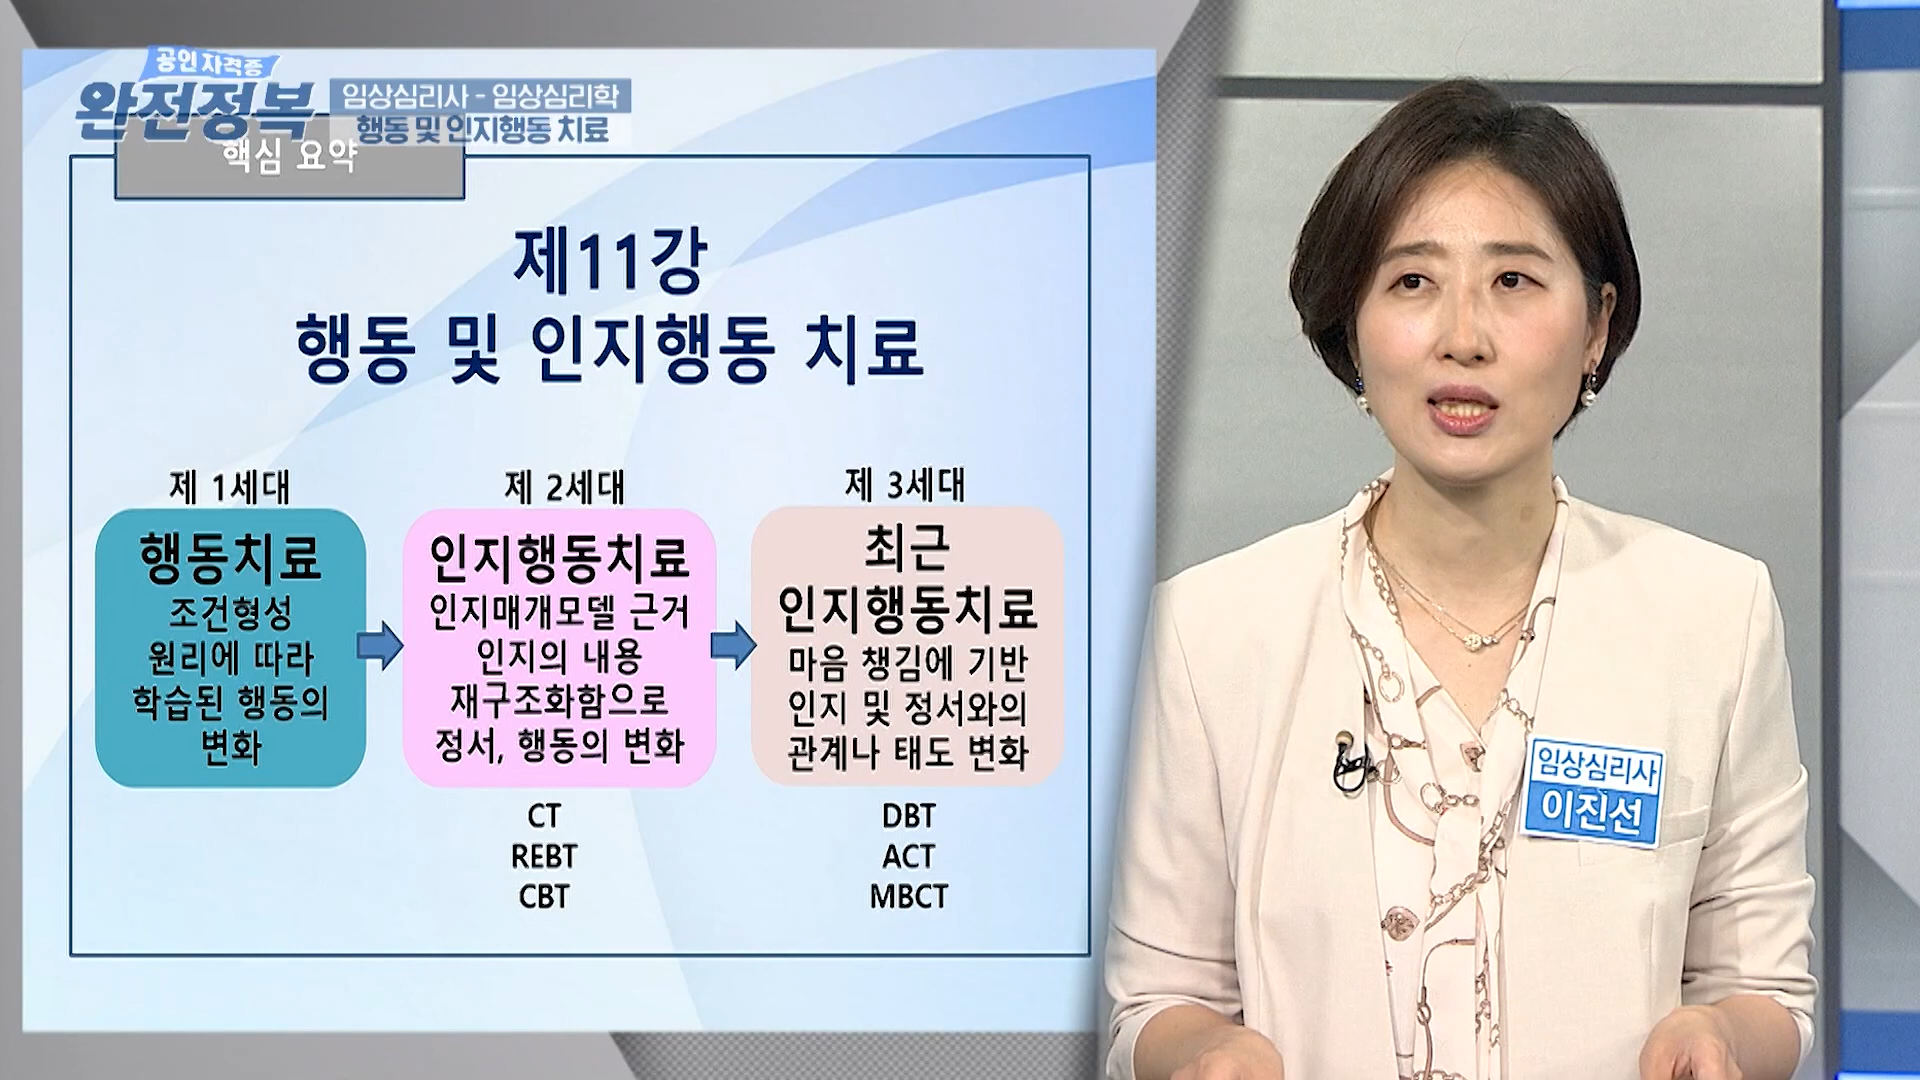 공인 자격증
완전정복
임상심리사 - 임상심리학
행동 및 인지행동 치료
핵심 요약
제11강
행동 및 인지행동 치료
제 1세대
행동치료
조건형성
원리에 따라
학습된 행동의
변화
제 2세대
인지행동치료
인지매개모델 근거
인지의 내용
재구조화함으로
정서, 행동의 변화
CT
REBT
CBT
제 3세대
최근
인지행동치료
마음 챙김에 기반
인지 및 정서와의
관계나 태도 변화
DBT
ACT
MBCT
임상심리사
이진선